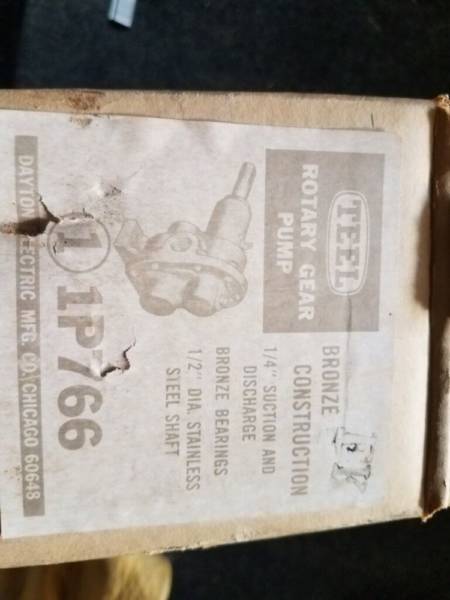 TEEL
ROTARY GEAR
PUMP
BRONZE
CONSTRUCTION
1/4" SUCTION AND
DISCHARGE
BRONZE BEARINGS
1/2" DIA. STAINLESS
STEEL SHAFT
1 1P766
DAYTON ELECTRIC MFG. CO. CHICAGO 60648